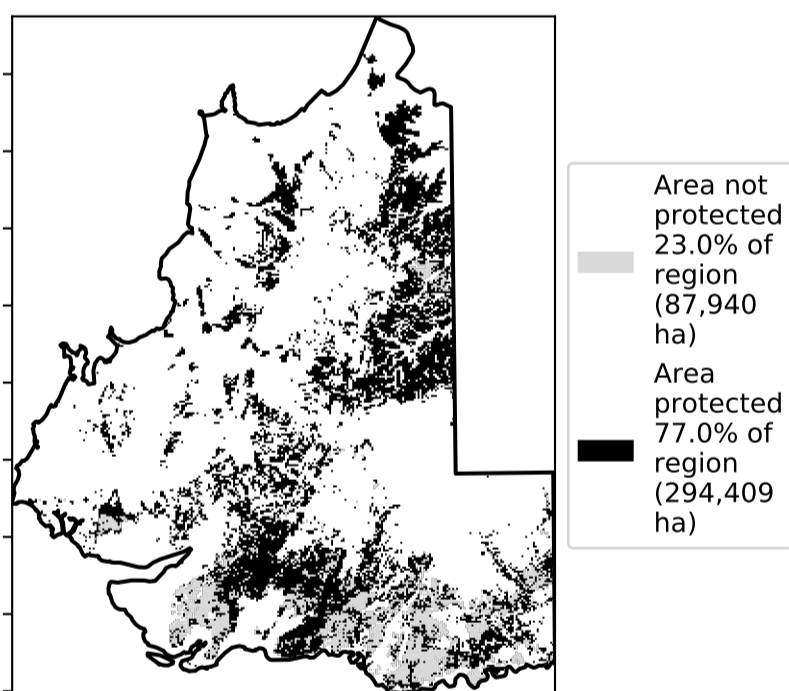 Area not
protected
23.0% of
region
(87,940
ha)
Area
protected
77.0% of
region
(294,409
ha)